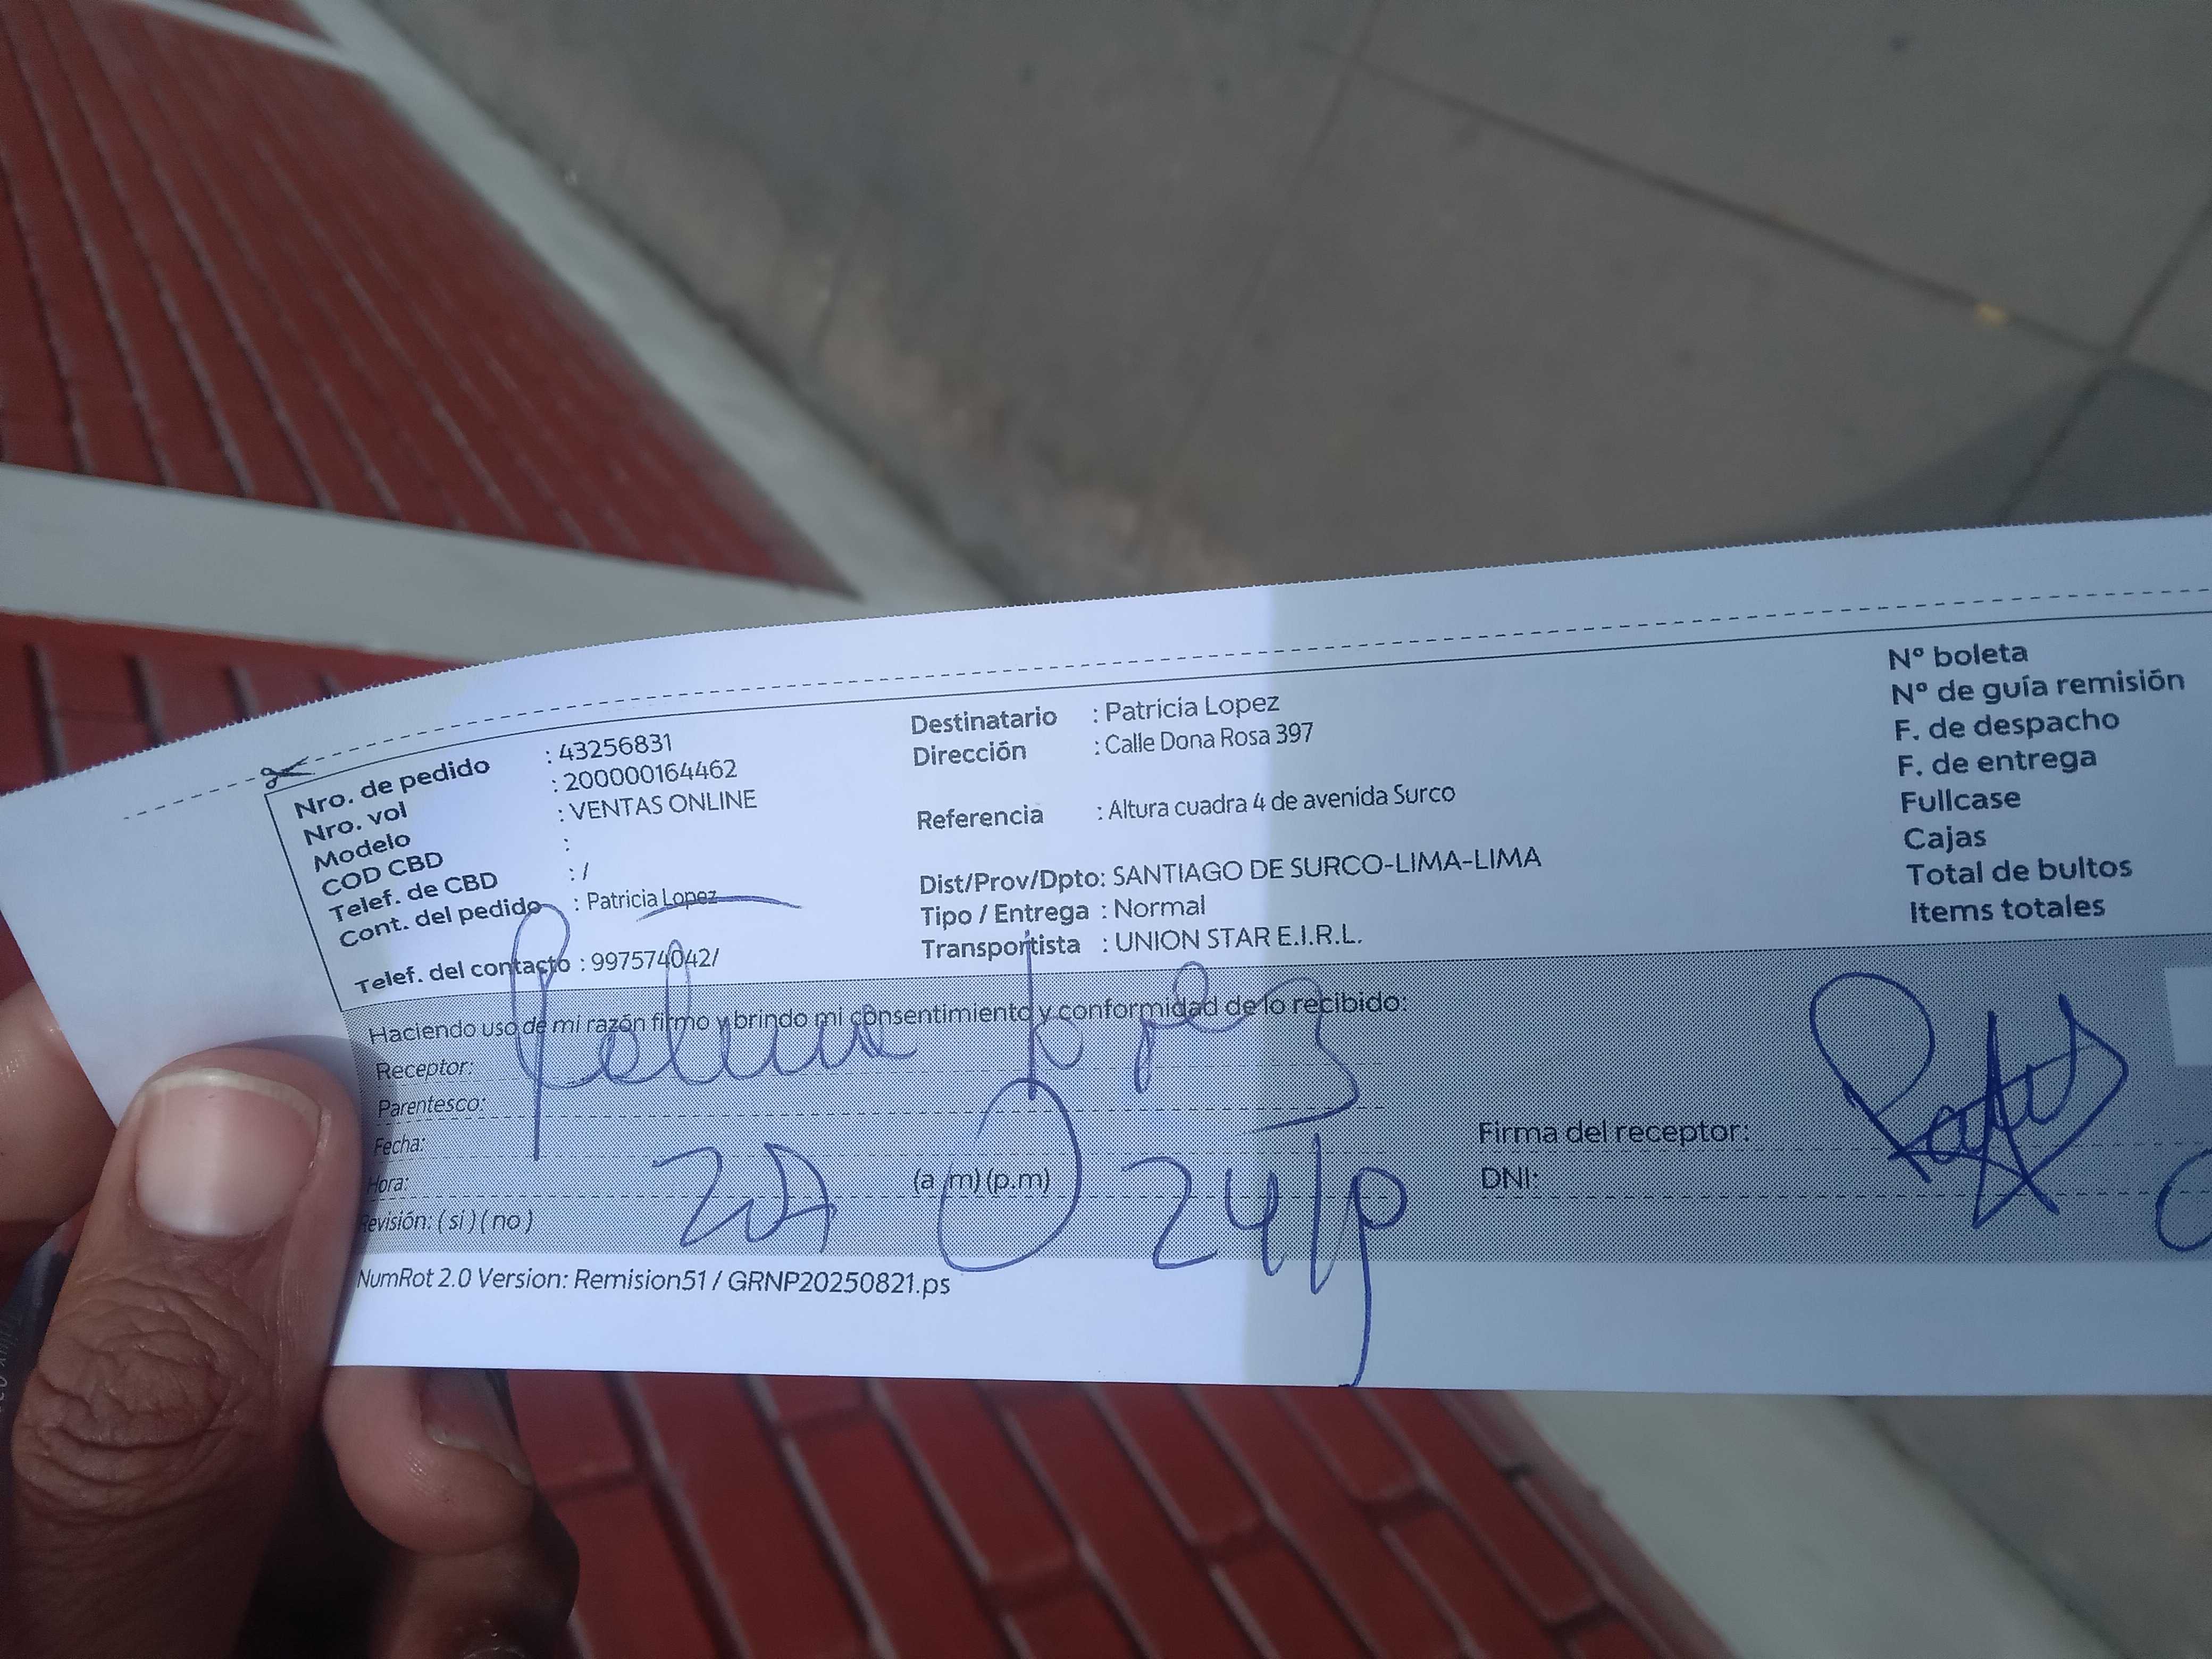 Nro. de pedido : 43256831
Nro. vol : 200000164462
Modelo : VENTAS ONLINE
COD CBD :
Telef. de CBD : /
Cont. del pedido : Patricia Lopez
Telef. del contacto : 997574042/
Destinatario : Patricia Lopez
Dirección : Calle Dona Rosa 397
Referencia : Altura cuadra 4 de avenida Surco
Dist/Prov/Dpto: SANTIAGO DE SURCO-LIMA-LIMA
Tipo / Entrega : Normal
Transportista : UNION STAR E.I.R.L.
Nº boleta
Nº de guía remisión
F. de despacho
F. de entrega
Fullcase
Cajas
Total de bultos
Items totales
Haciendo uso de mi razón firmo y brindo mi consentimiento y conformidad de lo recibido:
Receptor: Lopez
Parentesco:
Fecha:
Hora: (a m) (p.m)
Revisión: ( si ) ( no )
Firma del receptor:
DNI:
NumRot 2.0 Version: Remision51 / GRNP20250821.ps